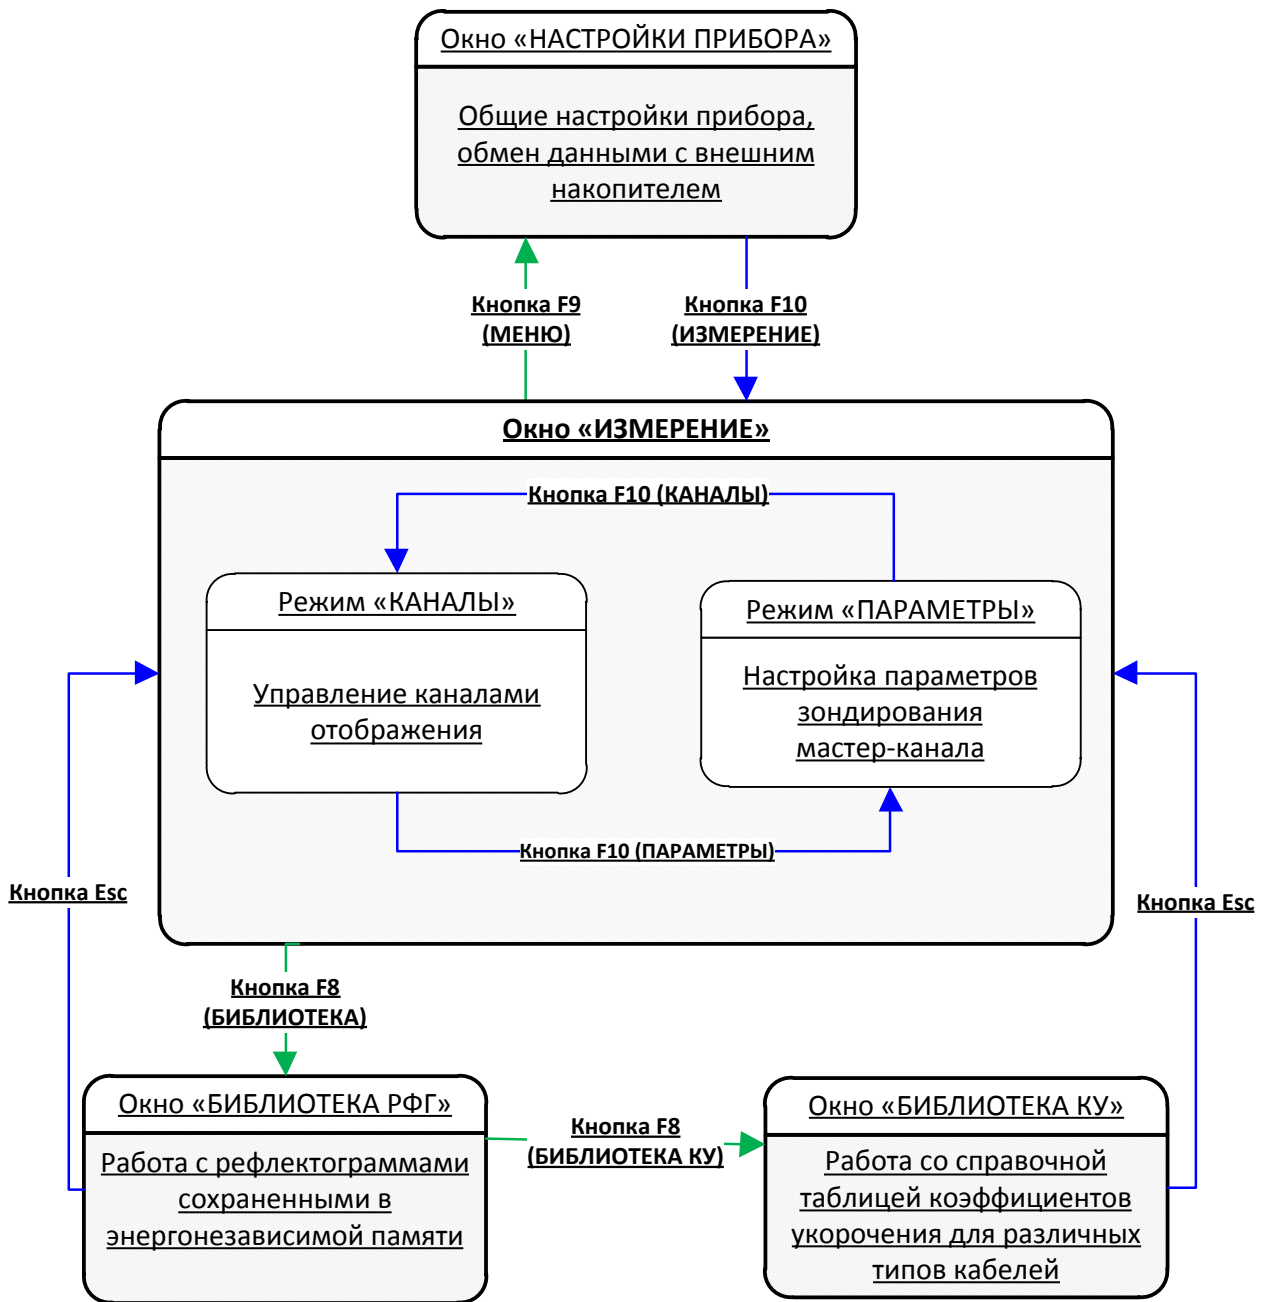 Окно «НАСТРОЙКИ ПРИБОРА»
Общие настройки прибора,
обмен данными с внешним
накопителем
Кнопка F9
(МЕНЮ)
Кнопка F10
(ИЗМЕРЕНИЕ)
Окно «ИЗМЕРЕНИЕ»
Кнопка F10 (КАНАЛЫ)
Режим «КАНАЛЫ»
Управление каналами
отображения
Режим «ПАРАМЕТРЫ»
Настройка параметров
зондирования
мастер-канала
Кнопка F10 (ПАРАМЕТРЫ)
Кнопка Esc
Кнопка Esc
Кнопка F8
(БИБЛИОТЕКА)
Окно «БИБЛИОТЕКА РФГ»
Работа с рефлектограммами
сохраненными в
энергонезависимой памяти
Кнопка F8
(БИБЛИОТЕКА КУ)
Окно «БИБЛИОТЕКА КУ»
Работа со справочной
таблицей коэффициентов
укорочения для различных
типов кабелей